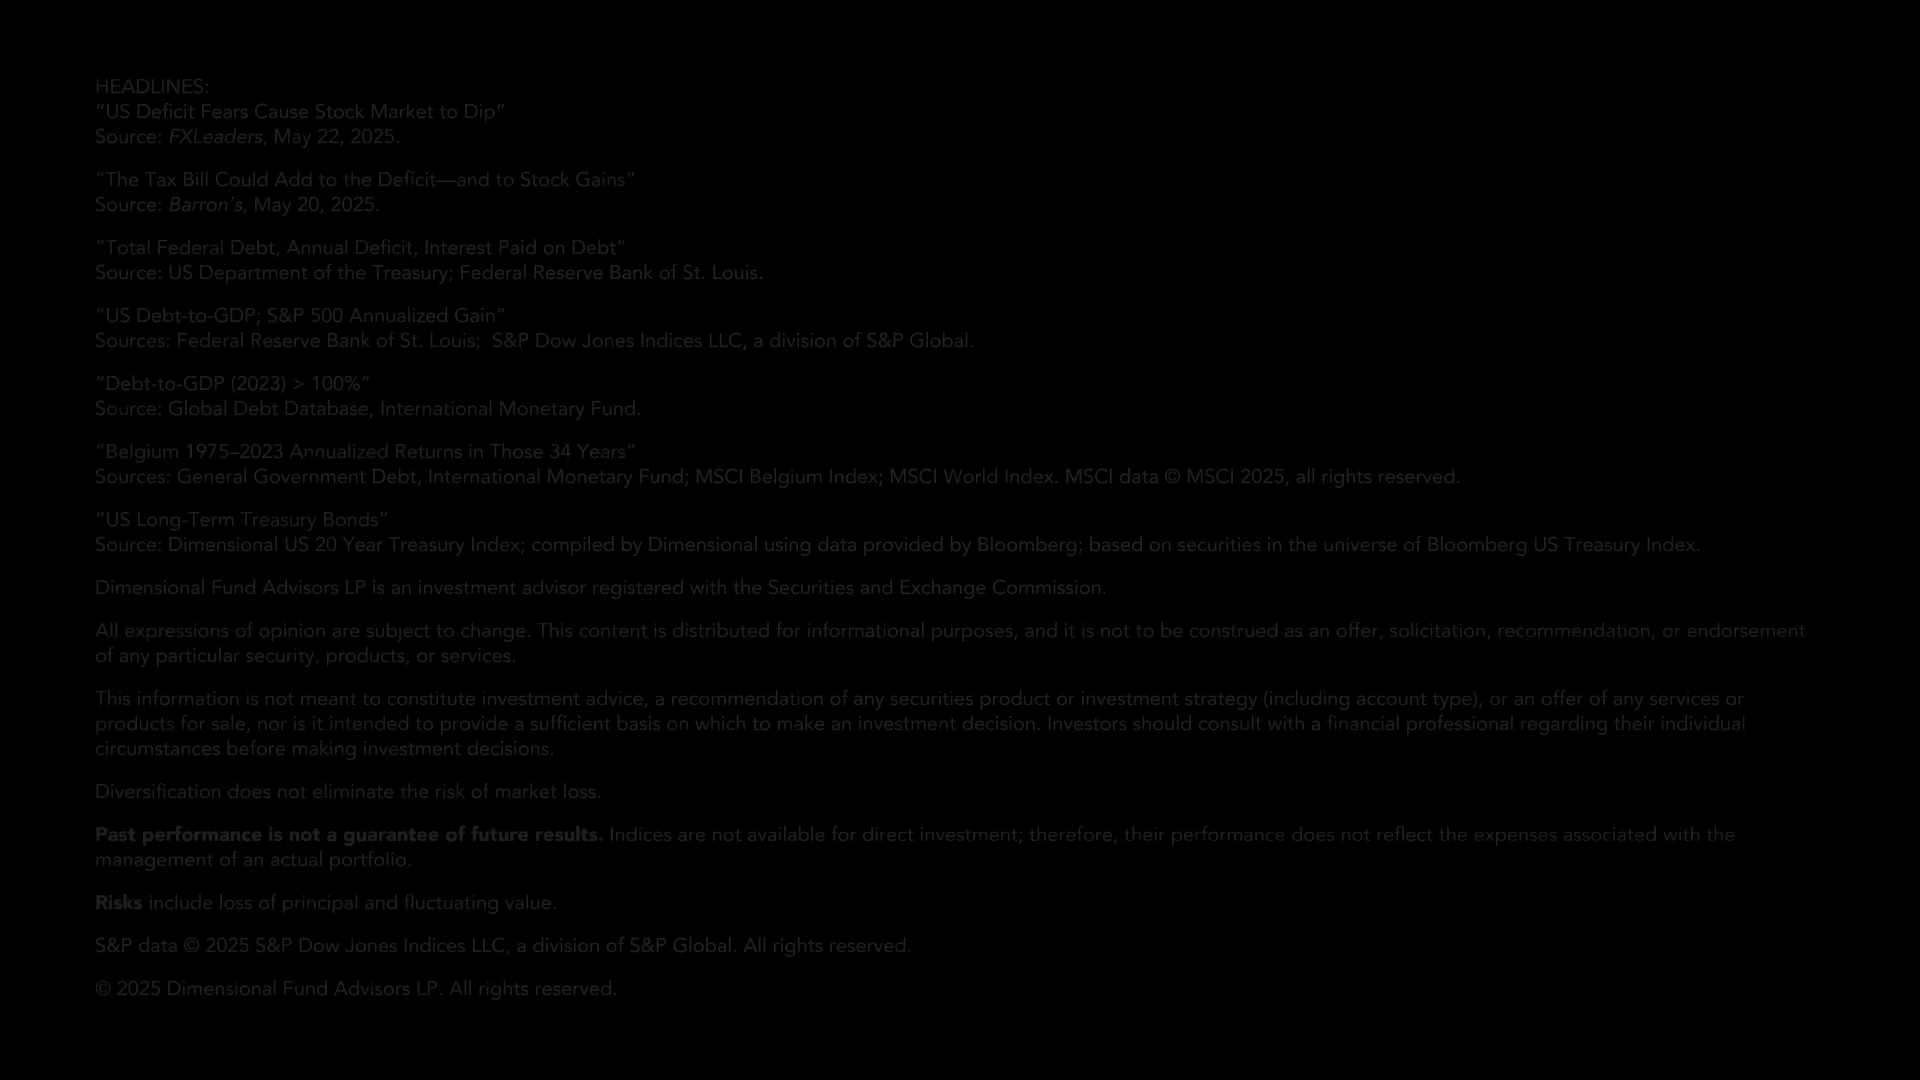 HEADLINES:
“US Deficit Fears Cause Stock Market to Dip”
Source: FXLeaders, May 22, 2025.
“The Tax Bill Could Add to the Deficit—and to Stock Gains”
Source: Barron’s, May 20, 2025.
“Total Federal Debt, Annual Deficit, Interest Paid on Debt”
Source: US Department of the Treasury; Federal Reserve Bank of St. Louis.
“US Debt-to-GDP; S&P 500 Annualized Gain”
Sources: Federal Reserve Bank of St. Louis;  S&P Dow Jones Indices LLC, a division of S&P Global.
“Debt-to-GDP (2023) > 100%”
Source: Global Debt Database, International Monetary Fund.
“Belgium 1975–2023 Annualized Returns in Those 34 Years”
Sources: General Government Debt, International Monetary Fund; MSCI Belgium Index; MSCI World Index. MSCI data © MSCI 2025, all rights reserved.
“US Long-Term Treasury Bonds”
Source: Dimensional US 20 Year Treasury Index; compiled by Dimensional using data provided by Bloomberg; based on securities in the universe of Bloomberg US Treasury Index.
Dimensional Fund Advisors LP is an investment advisor registered with the Securities and Exchange Commission.
All expressions of opinion are subject to change. This content is distributed for informational purposes, and it is not to be construed as an offer, solicitation, recommendation, or endorsement
of any particular security, products, or services.
This information is not meant to constitute investment advice, a recommendation of any securities product or investment strategy (including account type), or an offer of any services or
products for sale, nor is it intended to provide a sufficient basis on which to make an investment decision. Investors should consult with a financial professional regarding their individual
circumstances before making investment decisions.
Diversification does not eliminate the risk of market loss.
Past performance is not a guarantee of future results. Indices are not available for direct investment; therefore, their performance does not reflect the expenses associated with the
management of an actual portfolio.
Risks include loss of principal and fluctuating value.
S&P data © 2025 S&P Dow Jones Indices LLC, a division of S&P Global. All rights reserved.
© 2025 Dimensional Fund Advisors LP. All rights reserved.